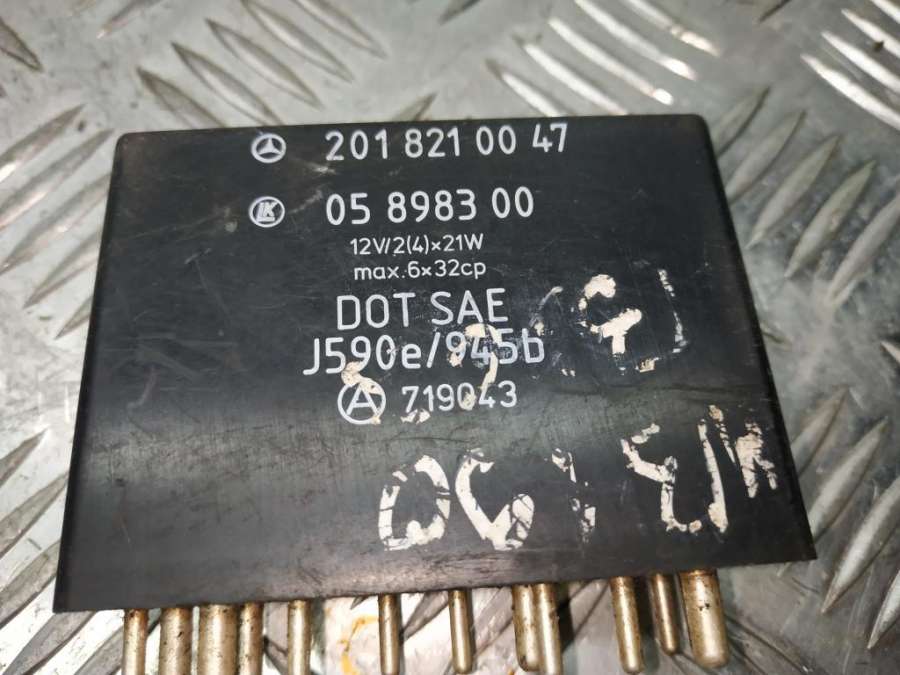 201 821 00 47
LK 05 8983 00
12V/2(4)×21W
max. 6×32cp
DOT SAE
J590e/945b
A 719043